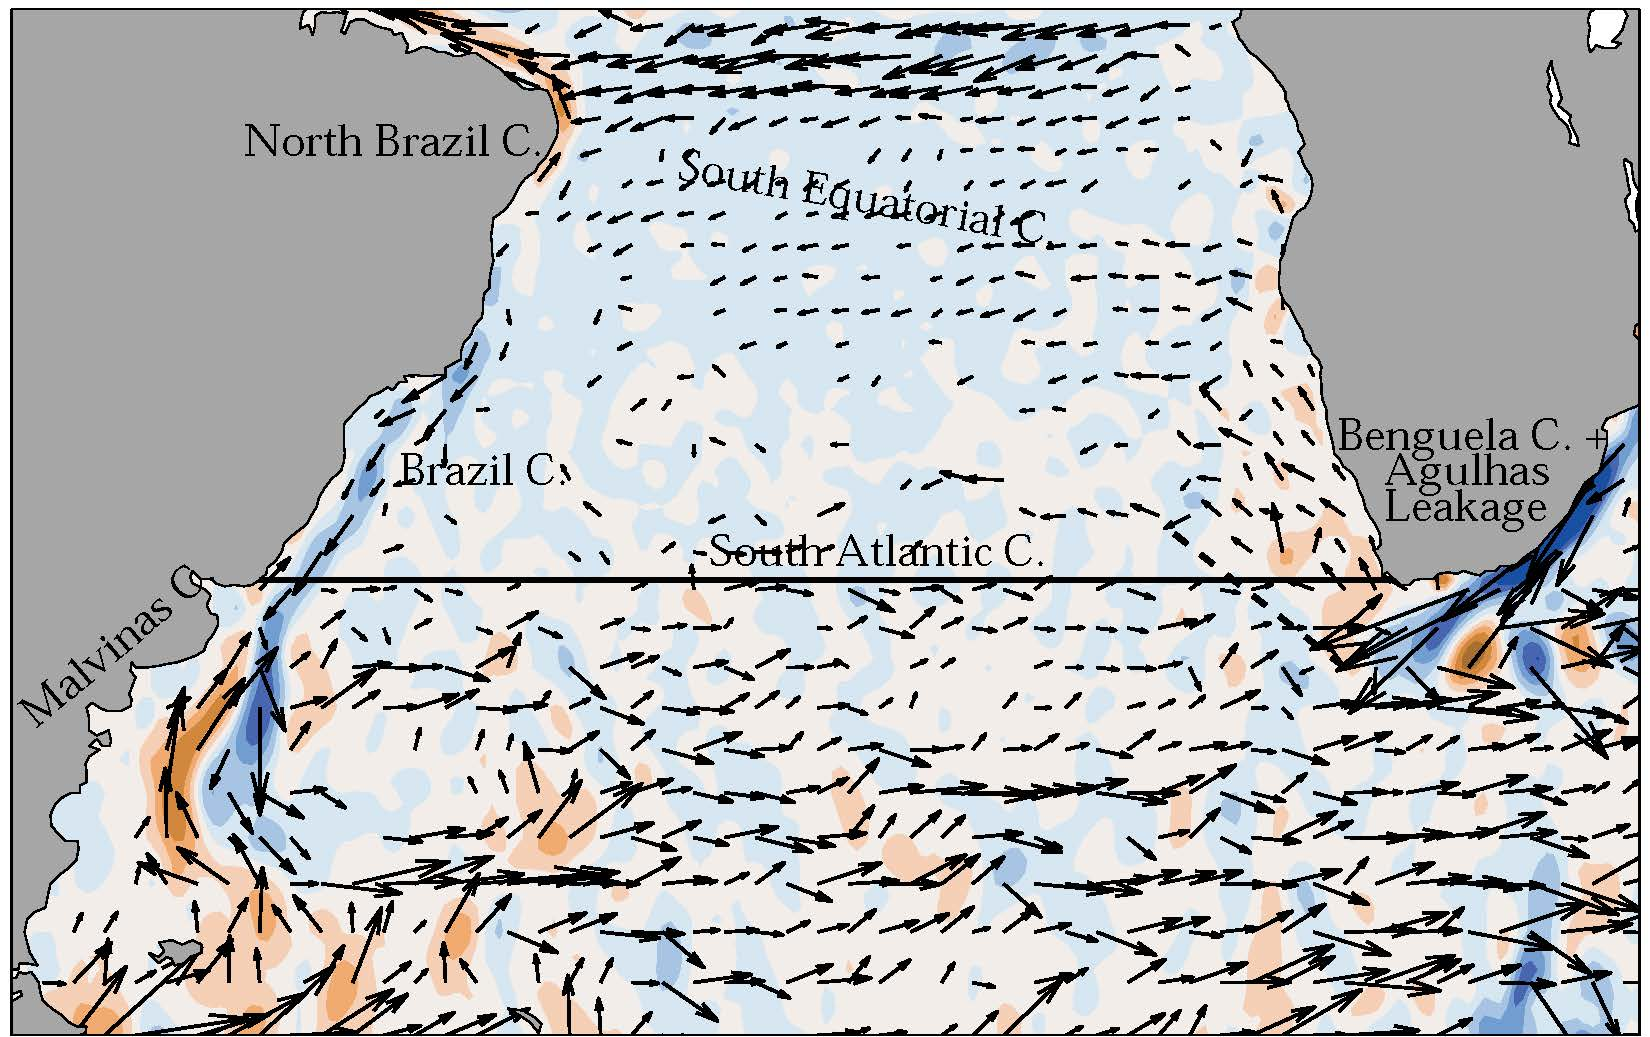 North Brazil C.
South Equatorial C.
Benguela C. +
Agulhas
Leakage
Brazil C.
South Atlantic C.
Malvinas C.